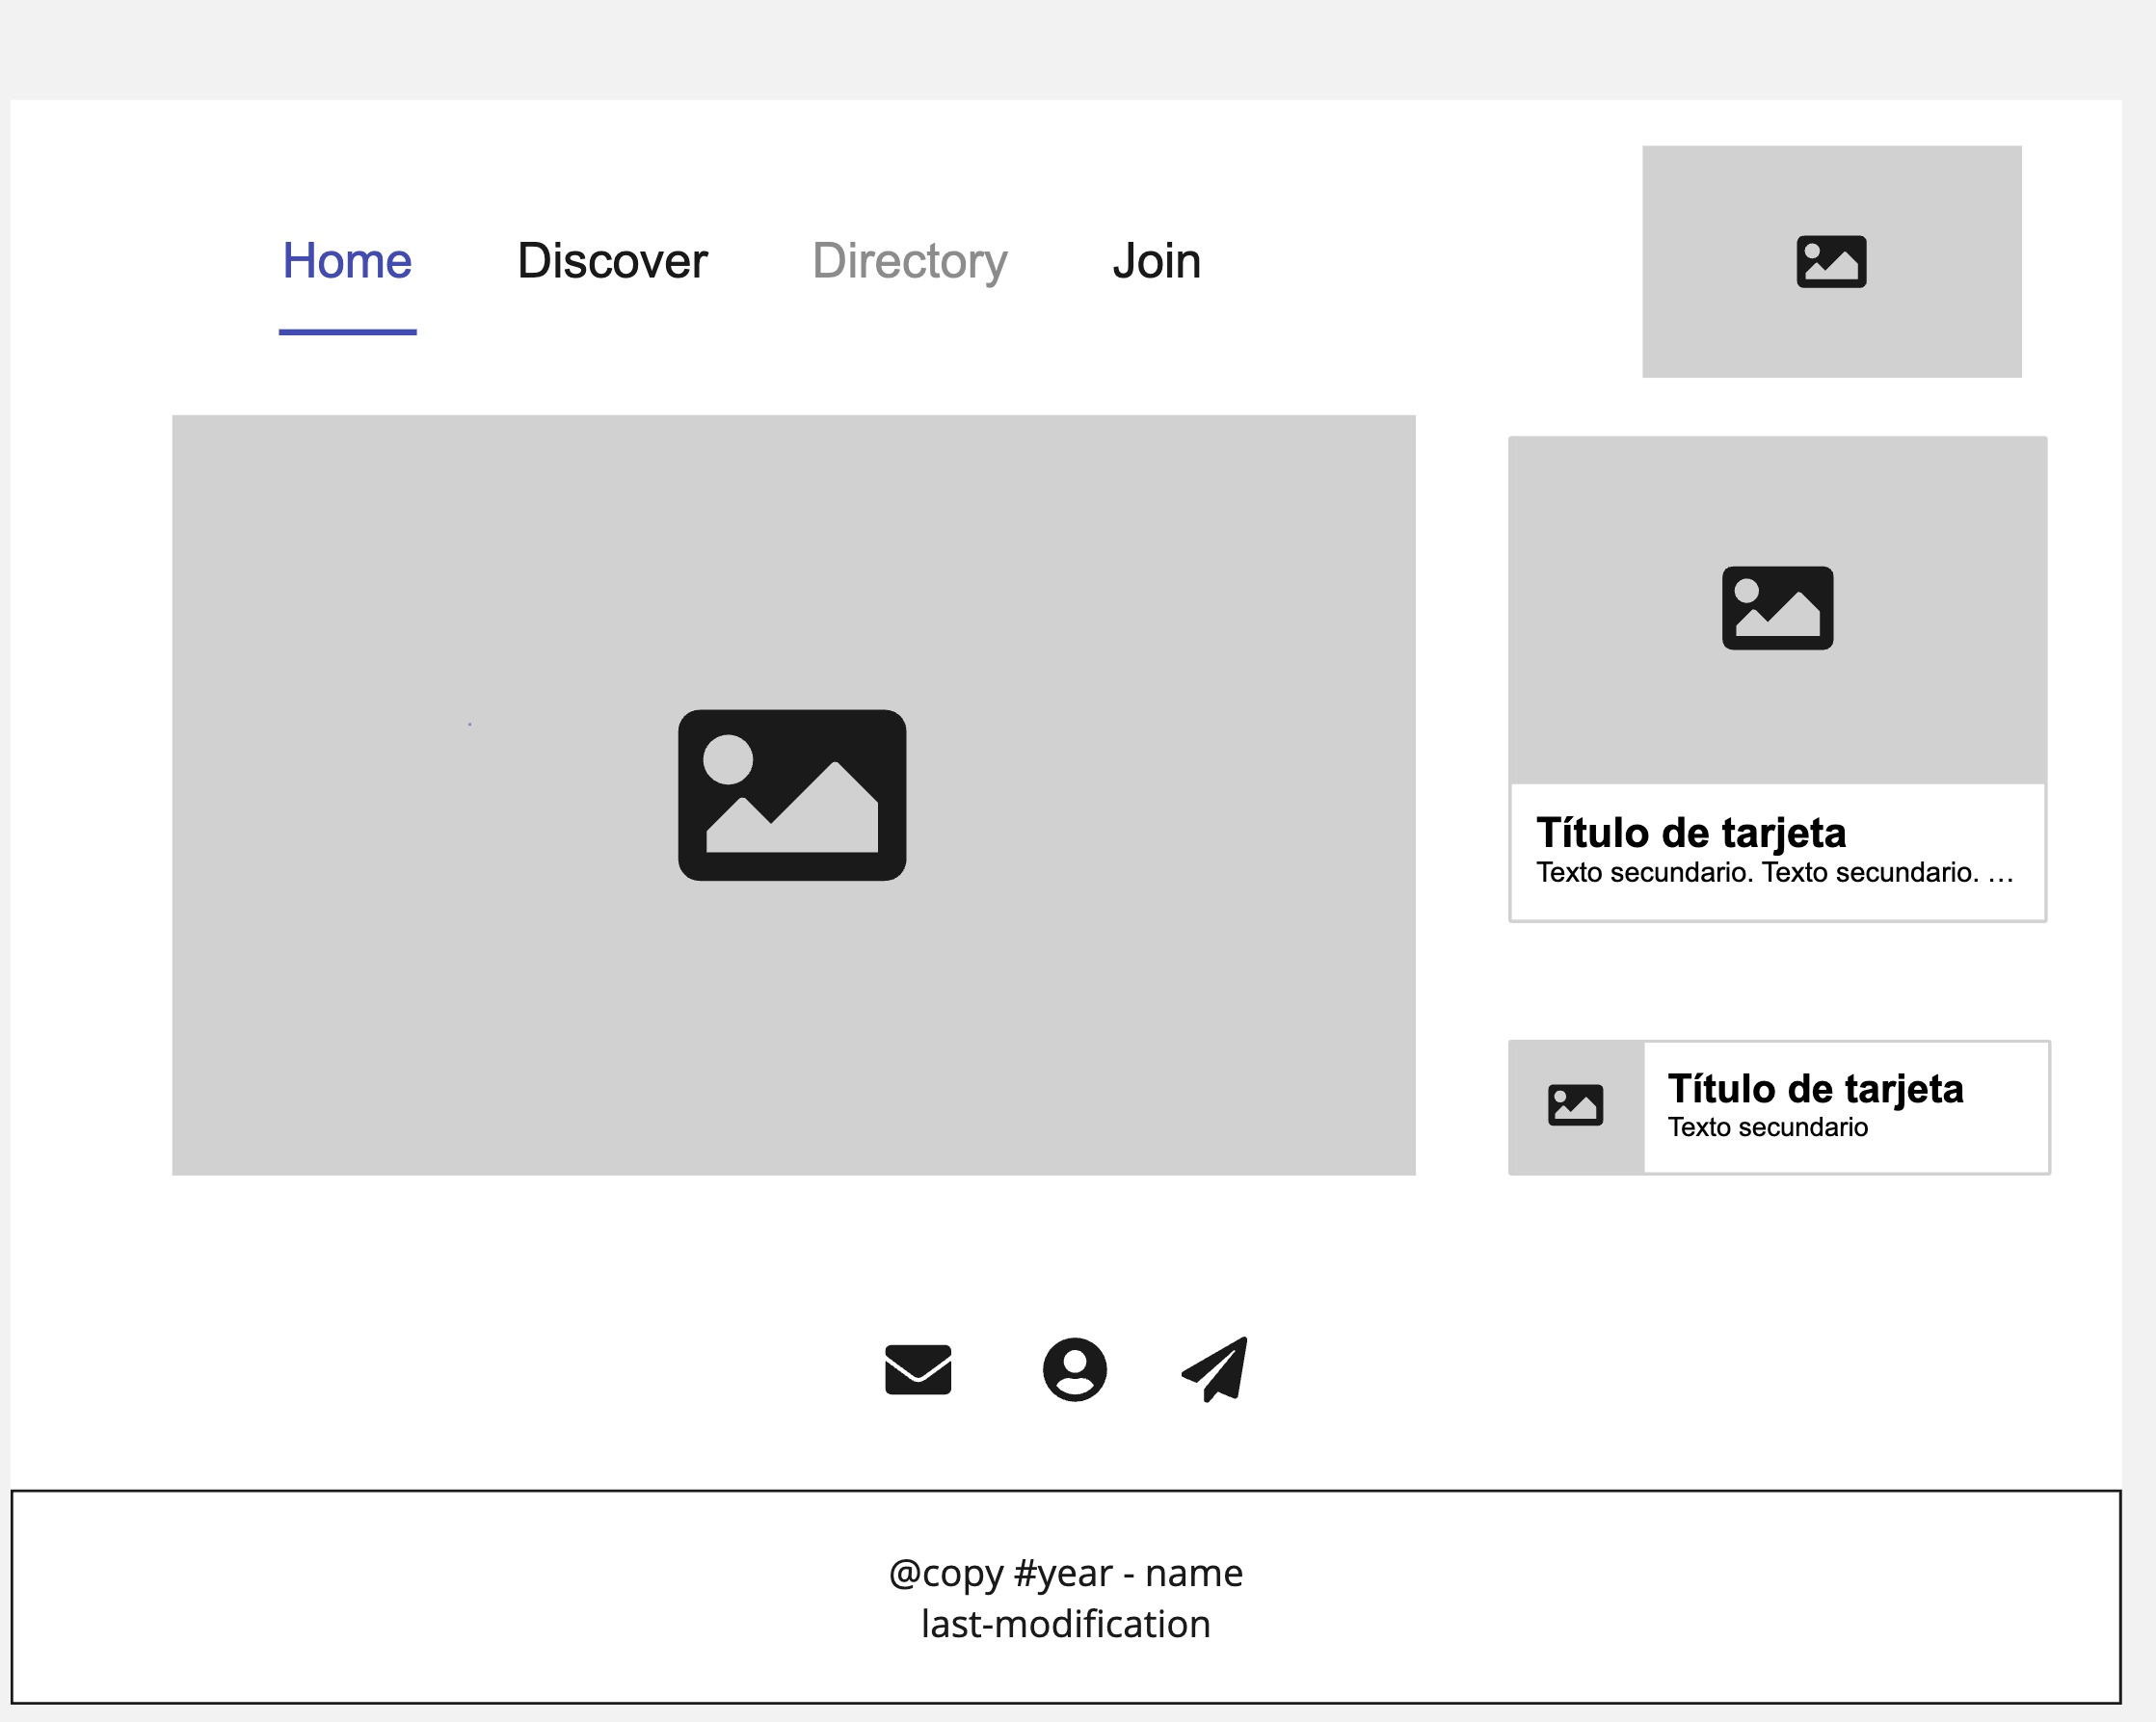 Home Discover Directory Join
Título de tarjeta
Texto secundario. Texto secundario. ...
Título de tarjeta
Texto secundario
@copy #year - name
last-modification